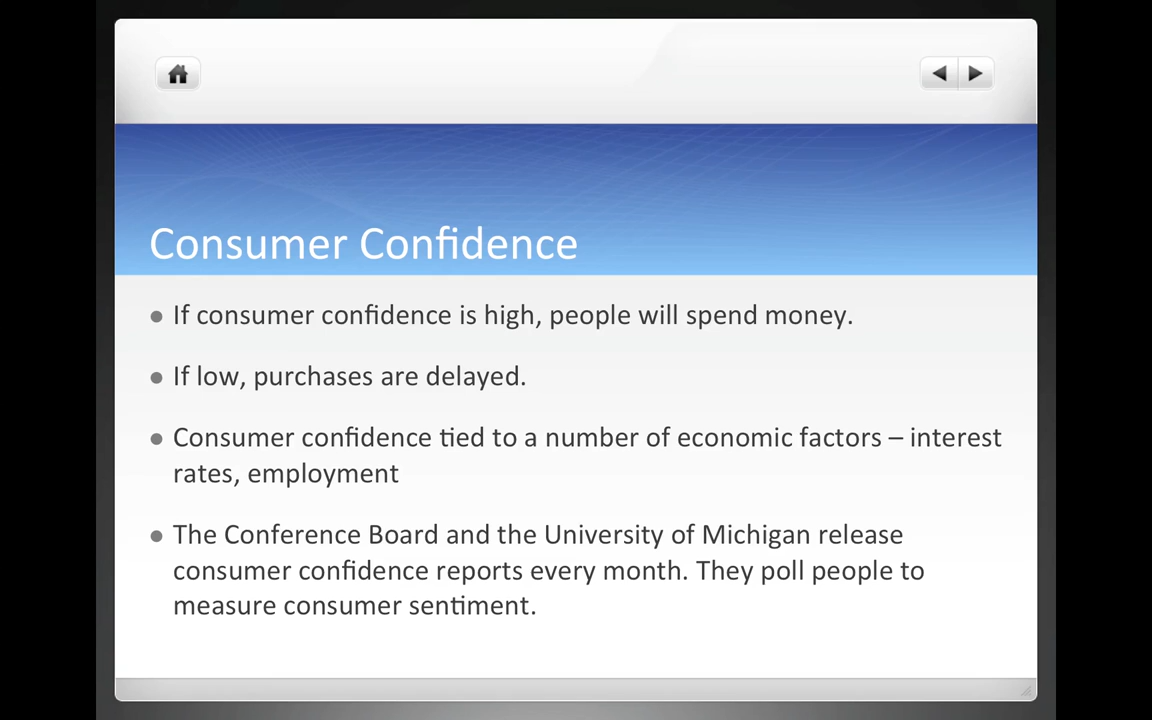 Consumer Confidence
If consumer confidence is high, people will spend money.
If low, purchases are delayed.
Consumer confidence tied to a number of economic factors – interest
rates, employment
The Conference Board and the University of Michigan release
consumer confidence reports every month. They poll people to
measure consumer sentiment.